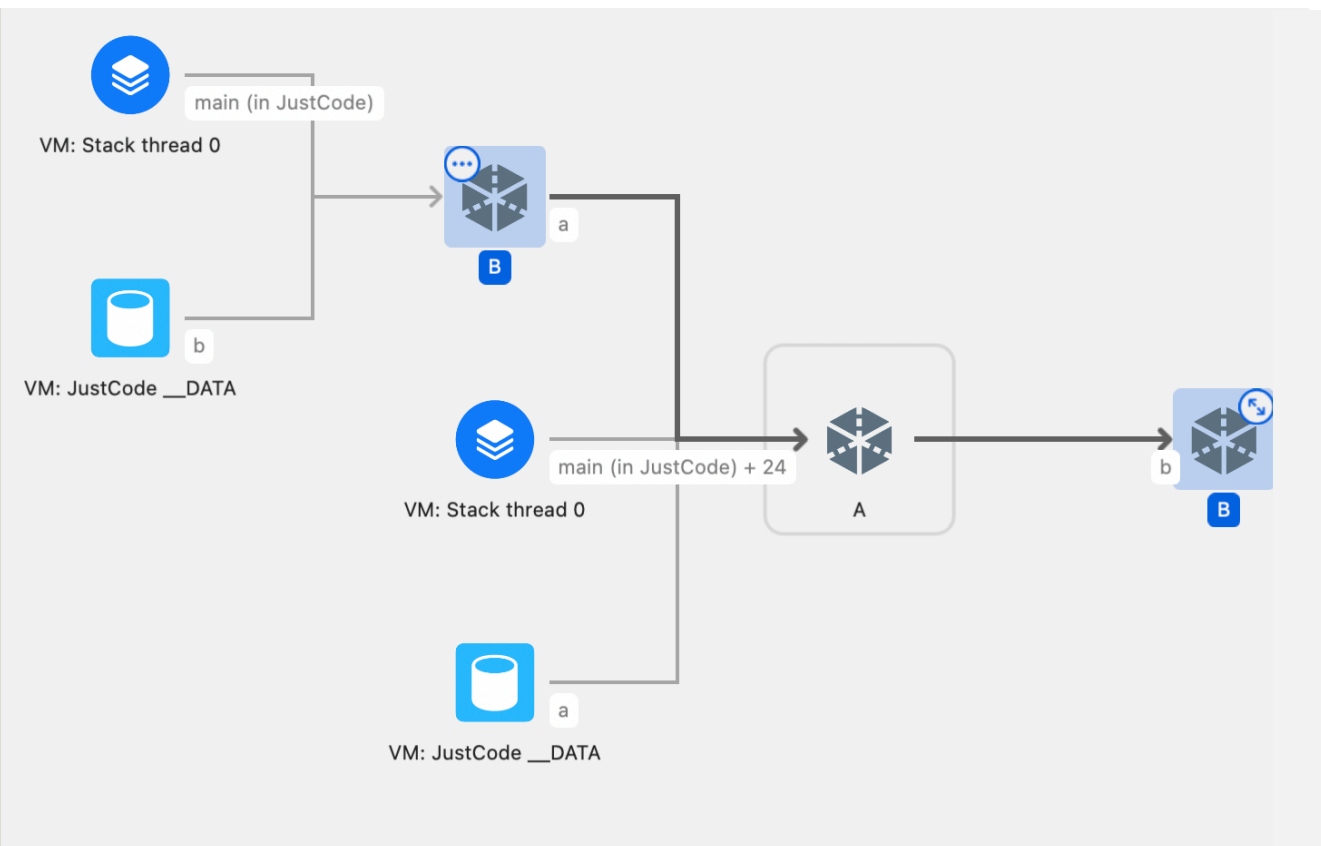 main (in JustCode)
VM: Stack thread 0
a
B
b
VM: JustCode __DATA
main (in JustCode) + 24
VM: Stack thread 0
A
b
B
a
VM: JustCode __DATA